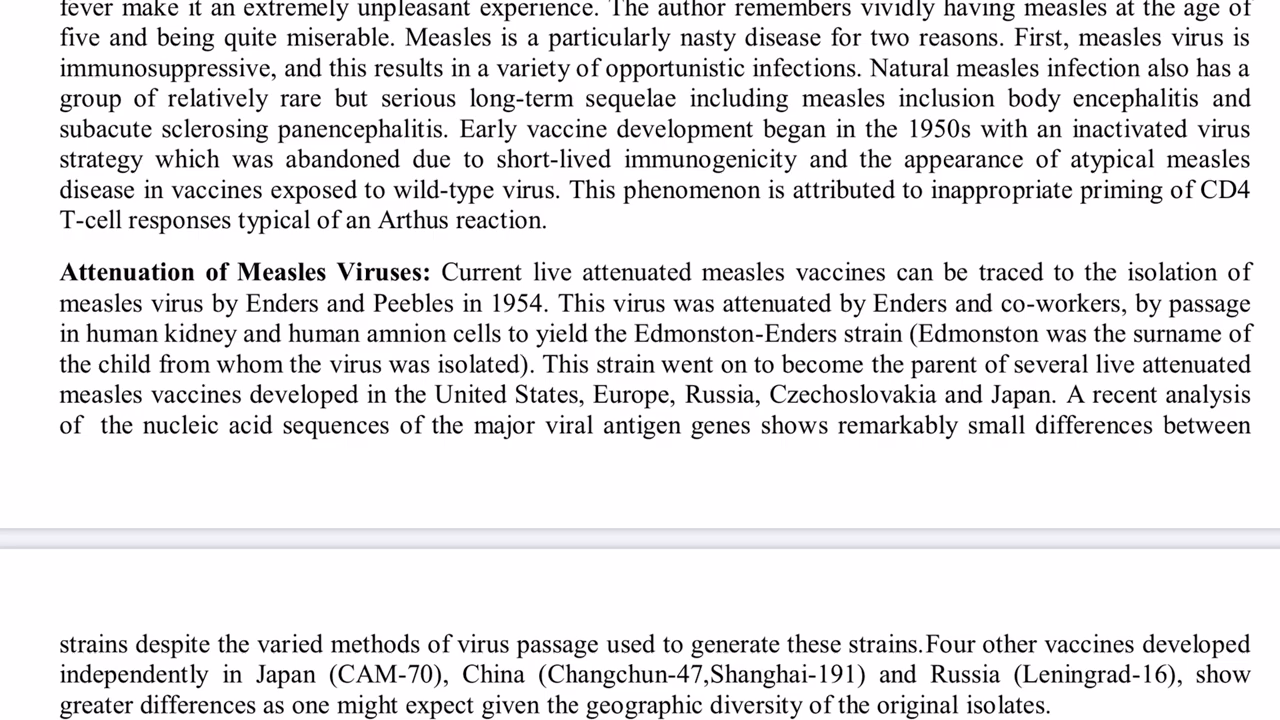 fever make it an extremely unpleasant experience. The author remembers vividly having measles at the age of
five and being quite miserable. Measles is a particularly nasty disease for two reasons. First, measles virus is
immunosuppressive, and this results in a variety of opportunistic infections. Natural measles infection also has a
group of relatively rare but serious long-term sequelae including measles inclusion body encephalitis and
subacute sclerosing panencephalitis. Early vaccine development began in the 1950s with an inactivated virus
strategy which was abandoned due to short-lived immunogenicity and the appearance of atypical measles
disease in vaccines exposed to wild-type virus. This phenomenon is attributed to inappropriate priming of CD4
T-cell responses typical of an Arthus reaction.
Attenuation of Measles Viruses: Current live attenuated measles vaccines can be traced to the isolation of
measles virus by Enders and Peebles in 1954. This virus was attenuated by Enders and co-workers, by passage
in human kidney and human amnion cells to yield the Edmonston-Enders strain (Edmonston was the surname of
the child from whom the virus was isolated). This strain went on to become the parent of several live attenuated
measles vaccines developed in the United States, Europe, Russia, Czechoslovakia and Japan. A recent analysis
of the nucleic acid sequences of the major viral antigen genes shows remarkably small differences between
strains despite the varied methods of virus passage used to generate these strains.Four other vaccines developed
independently in Japan (CAM-70), China (Changchun-47,Shanghai-191) and Russia (Leningrad-16), show
greater differences as one might expect given the geographic diversity of the original isolates.